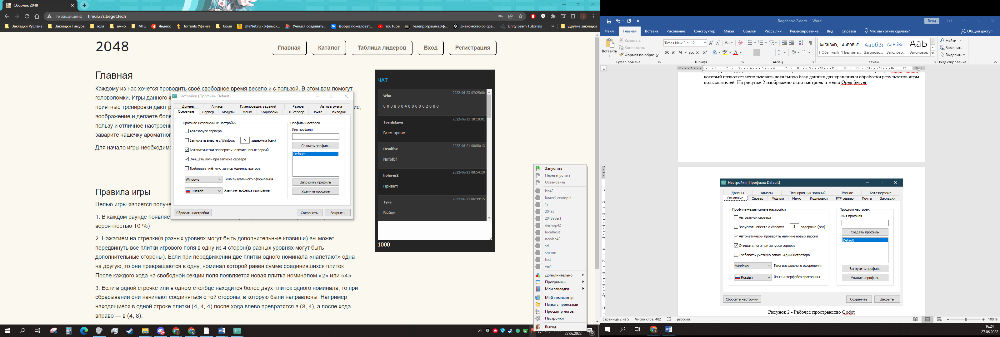 Сборник 2048
Не защищено timur27s.beget.tech
Закладки Руслана Закладки Тимура юля амир MTG Яндекс Torrents Уфанет Комп UfaNet.ru - Уфимск... Учимся создавать... Добро пожаловат... YouTube Телепрограмма.Уф... Знакомство со сре... Unity Learn Tutorials » Другие закладки
2048
Главная Каталог Таблица лидеров Вход Регистрация
Главная
Каждому из нас хочется проводить своё свободное время весело и с пользой. В этом вам помогут
головоломки. Игры данного
приятные тренировки дают
воображение и делаете
пользу и отличное
заварите чашечку
Для начало игры
Правила игры
Целью игры является
1. В каждом раунде
вероятностью 10 %)
2. Нажатием на стрелки(в разных уровнях могут быть дополнительные клавиши) вы может
передвинуть все плитки игрового поля в одну из 4 сторон(в разных уровнях могут быть
дополнительные стороны). Если при передвижении две плитки одного номинала «налетают» одна
на другую, то они превращаются в одну, номинал которой равен сумме соединившихся плиток.
После каждого хода на свободной секции поля появляется новая плитка номиналом «2» или «4».
3. Если в одной строчке или в одном столбце находится более двух плиток одного номинала, то при
сбрасывании они начинают соединяться с той стороны, в которую были направлены. Например,
находящиеся в одной строке плитки (4, 4, 4) после хода влево превратятся в (8, 4), а после хода
вправо — в (4, 8).
Настройки [Профиль: Default]
Домены Алиасы Планировщик заданий Разное Автозагрузка
Основные Сервер Модули Меню Кодировки FTP сервер Почта Закладки
Профиле-независимые настройки
Автозапуск сервера
Запускать вместе с Windows 5 задержка (сек)
Автоматически проверять наличие новых версий
Очищать логи при запуске сервера
Требовать учётную запись Администратора
Windows Тема визуального оформления
Russian Язык интерфейса программы
Профили настроек
Имя профиля
Создать профиль
Default
Загрузить профиль
Удалить профиль
Сбросить настройки Сохранить Закрыть
ЧАТ
Who 2022-06-23 07:25:00
0 0 0 8 0 0 4 0 0 0 0 0 2 0 0 0
Tverdskaya 2022-06-21 10:18:01
Всем привет
Deadfox 2022-06-21 08:58:13
Nnfbfbf
hplayer2 2022-06-21 08:54:19
Привет!
Туча 2022-06-21 06:39:15
Выйди
1000
Запустить
Перезапустить
Остановить
isp42
laravel-example
1x
2048a
2048aVer1
deshop42
localhost
newisp42
sd
shcom
test
ver1
Дополнительно
Программы
Мои закладки
Мой компьютер
Папка с проектами
Просмотр логов
Настройки
Выход
27.06.2022
12
Bogdanov-2.docx - Word
Вход
Файл Главная Вставка Рисование Конструктор Макет Ссылки Рассылки Рецензирование Вид Справка Что вы хотите сделать? Общий доступ
Вставить
Вырезать
Копировать
Формат по образцу
Буфер обмена
Times New R 12
Шрифт
Абзац
АаБбВвГг, АаБбВвГг, АаБбВı АаБбВвГ АаЬ
¶ Обычный ¶ Без инте... Заголово... Заголово... Заголовок
Стили
Найти
Заменить
Выделить
Редактирование
который позволяет использовать локальную базу данных для хранения и обработки результатов игры
пользователей. На рисунке 2 изображено окно настроек и меню Open Server.
Настройки [Профиль: Default]
Домены Алиасы Планировщик заданий Разное Автозагрузка
Основные Сервер Модули Меню Кодировки FTP сервер Почта Закладки
Профиле-независимые настройки
Автозапуск сервера
Запускать вместе с Windows 5 задержка (сек)
Автоматически проверять наличие новых версий
Очищать логи при запуске сервера
Требовать учётную запись Администратора
Windows Тема визуального оформления
Russian Язык интерфейса программы
Профили настроек
Имя профиля
Создать профиль
Default
Загрузить профиль
Удалить профиль
Сбросить настройки Сохранить Закрыть
Рисунок 2 - Рабочее пространство Godot
Страница 2 из 5 Число слов: 482 русский 100 %
16:24
27.06.2022